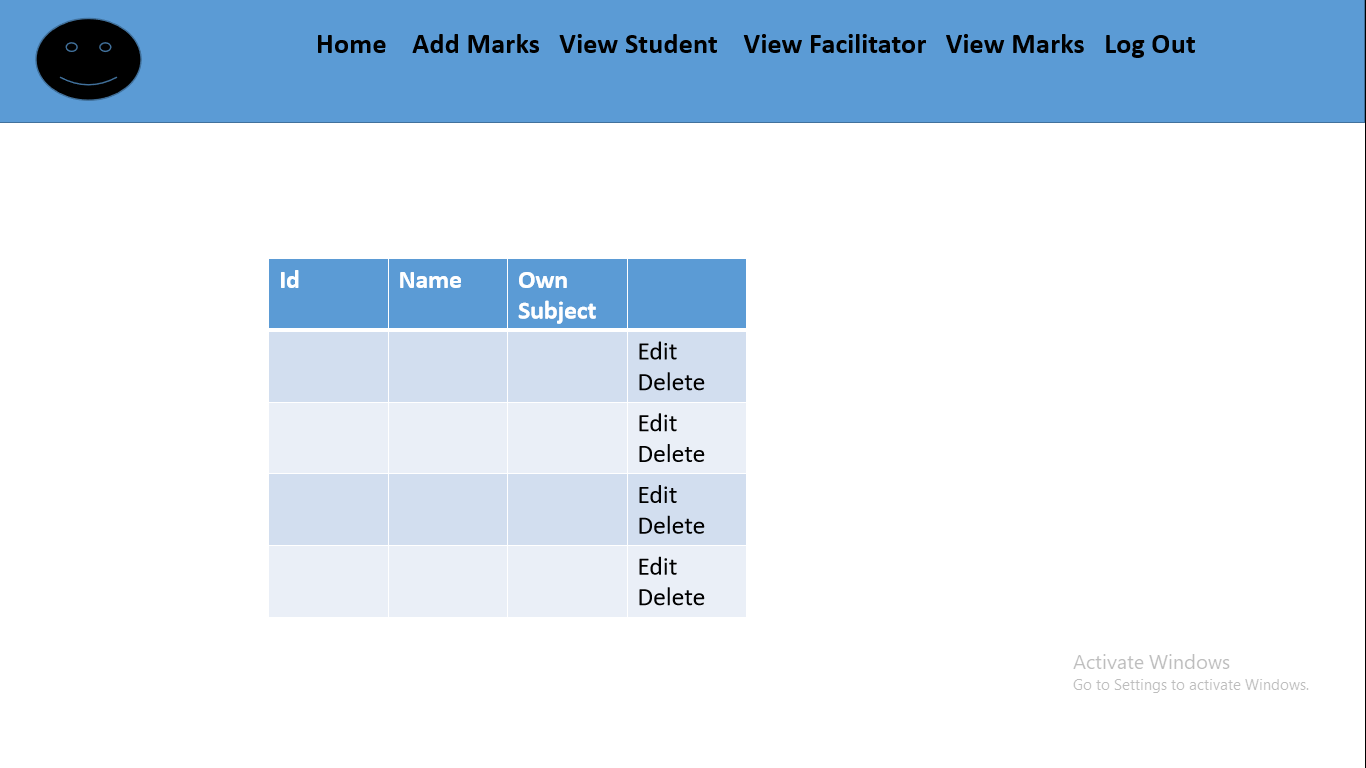 Home Add Marks View Student View Facilitator View Marks Log Out
Id Name Own
Subject
Edit
Delete
Edit
Delete
Edit
Delete
Edit
Delete
Activate Windows
Go to Settings to activate Windows.